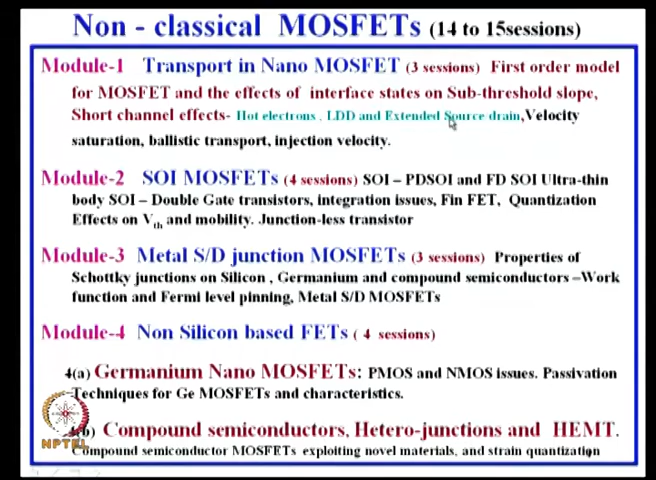 Non - classical MOSFETs (14 to 15sessions)
Module-1 Transport in Nano MOSFET (3 sessions) First order model
for MOSFET and the effects of interface states on Sub-threshold slope,
Short channel effects- Hot electrons , LDD and Extended Source drain,Velocity
saturation, ballistic transport, injection velocity.
Module-2 SOI MOSFETs (4 sessions) SOI – PDSOI and FD SOI Ultra-thin
body SOI – Double Gate transistors, integration issues, Fin FET, Quantization
Effects on Vth and mobility. Junction-less transistor
Module-3 Metal S/D junction MOSFETs (3 sessions) Properties of
Schottky junctions on Silicon , Germanium and compound semiconductors –Work
function and Fermi level pinning, Metal S/D MOSFETs
Module-4 Non Silicon based FETs ( 4 sessions)
4(a) Germanium Nano MOSFETs: PMOS and NMOS issues. Passivation
Techniques for Ge MOSFETs and characteristics.
4(b) Compound semiconductors, Hetero-junctions and HEMT.
Compound semiconductor MOSFETs exploiting novel materials, and strain quantization
NPTEL